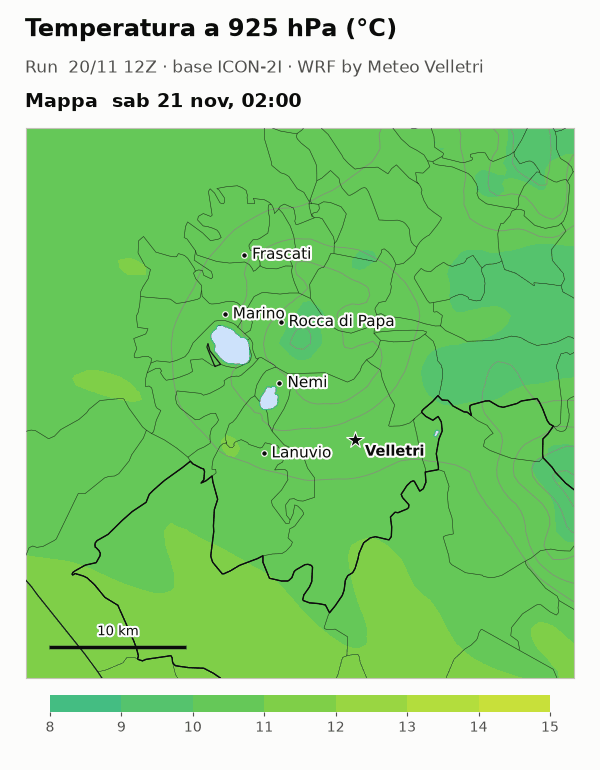 Temperatura a 925 hPa (°C)
Run  20/11 12Z · base ICON-2I · WRF by Meteo Velletri
Mappa  sab 21 nov, 02:00
Frascati
Marino
Rocca di Papa
Nemi
Lanuvio
Velletri
10 km
8 9 10 11 12 13 14 15